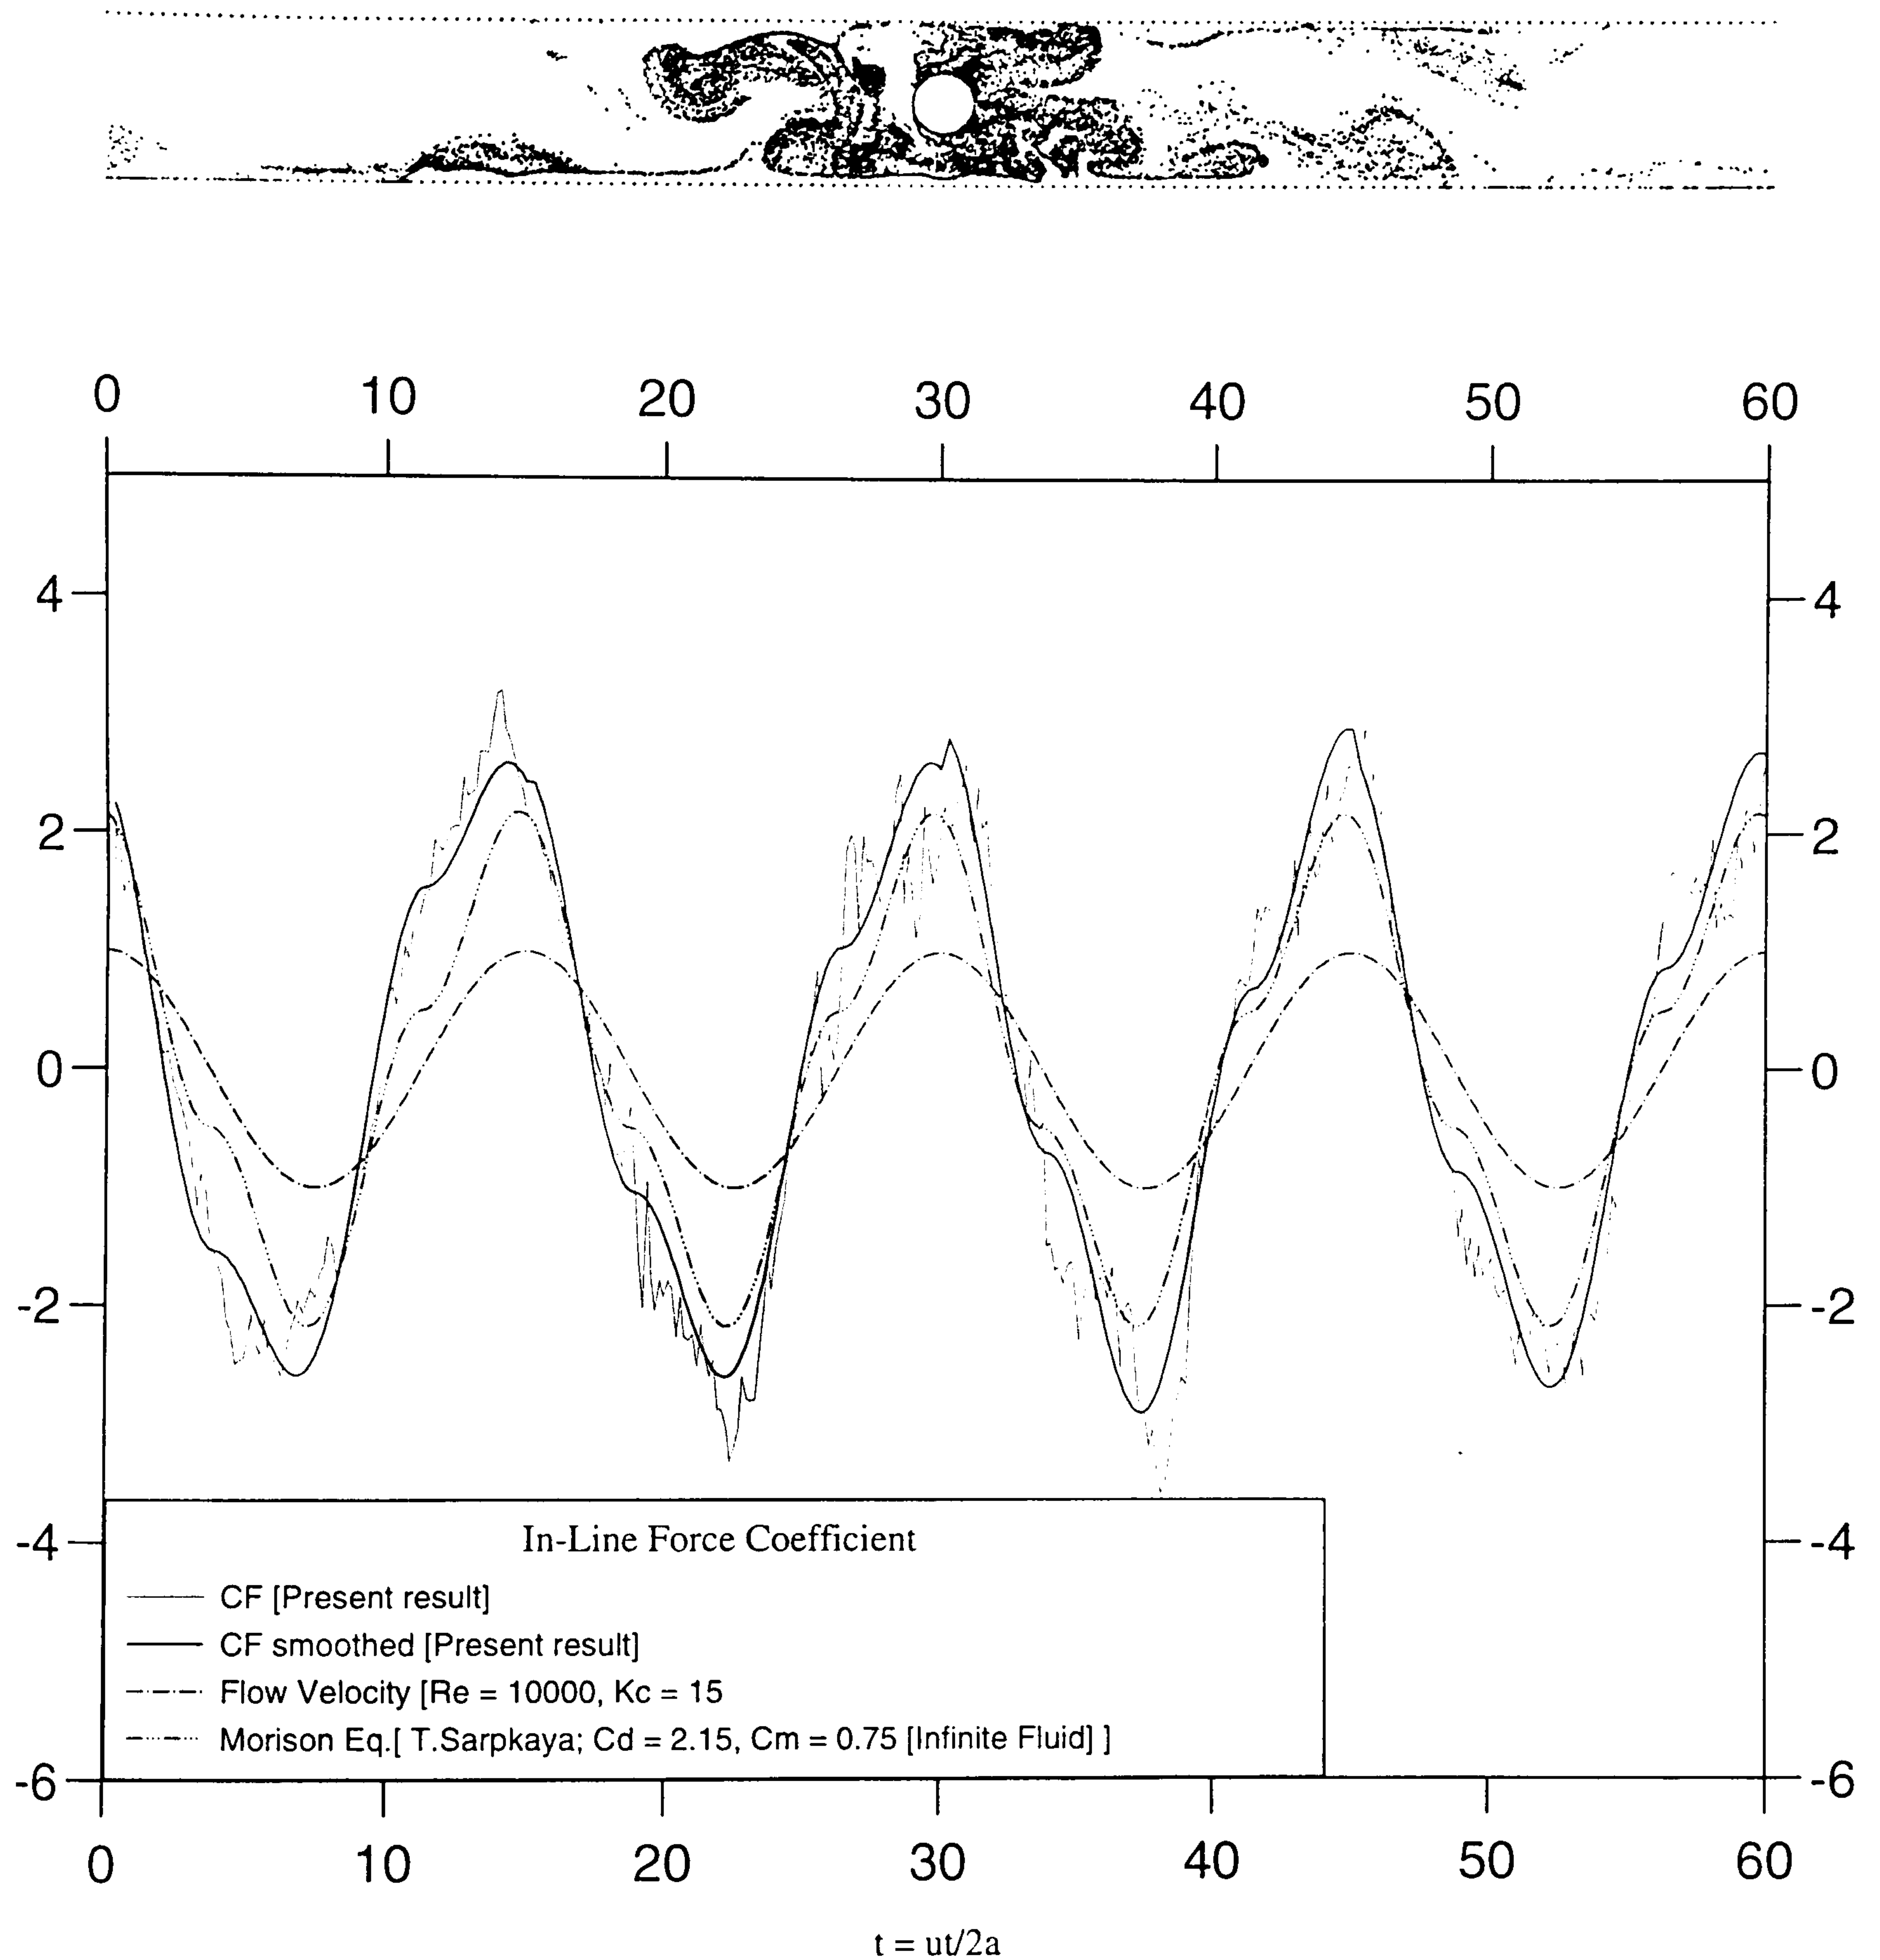 0 10 20 30 40 50 60
4 4
2 2
0 0
-2 -2
-4 -4
-6 -6
In-Line Force Coefficient
CF [Present result]
CF smoothed [Present result]
Flow Velocity [Re = 10000, Kc = 15
Morison Eq.[ T.Sarpkaya; Cd = 2.15, Cm = 0.75 [Infinite Fluid] ]
0 10 20 30 40 50 60
t = ut/2a